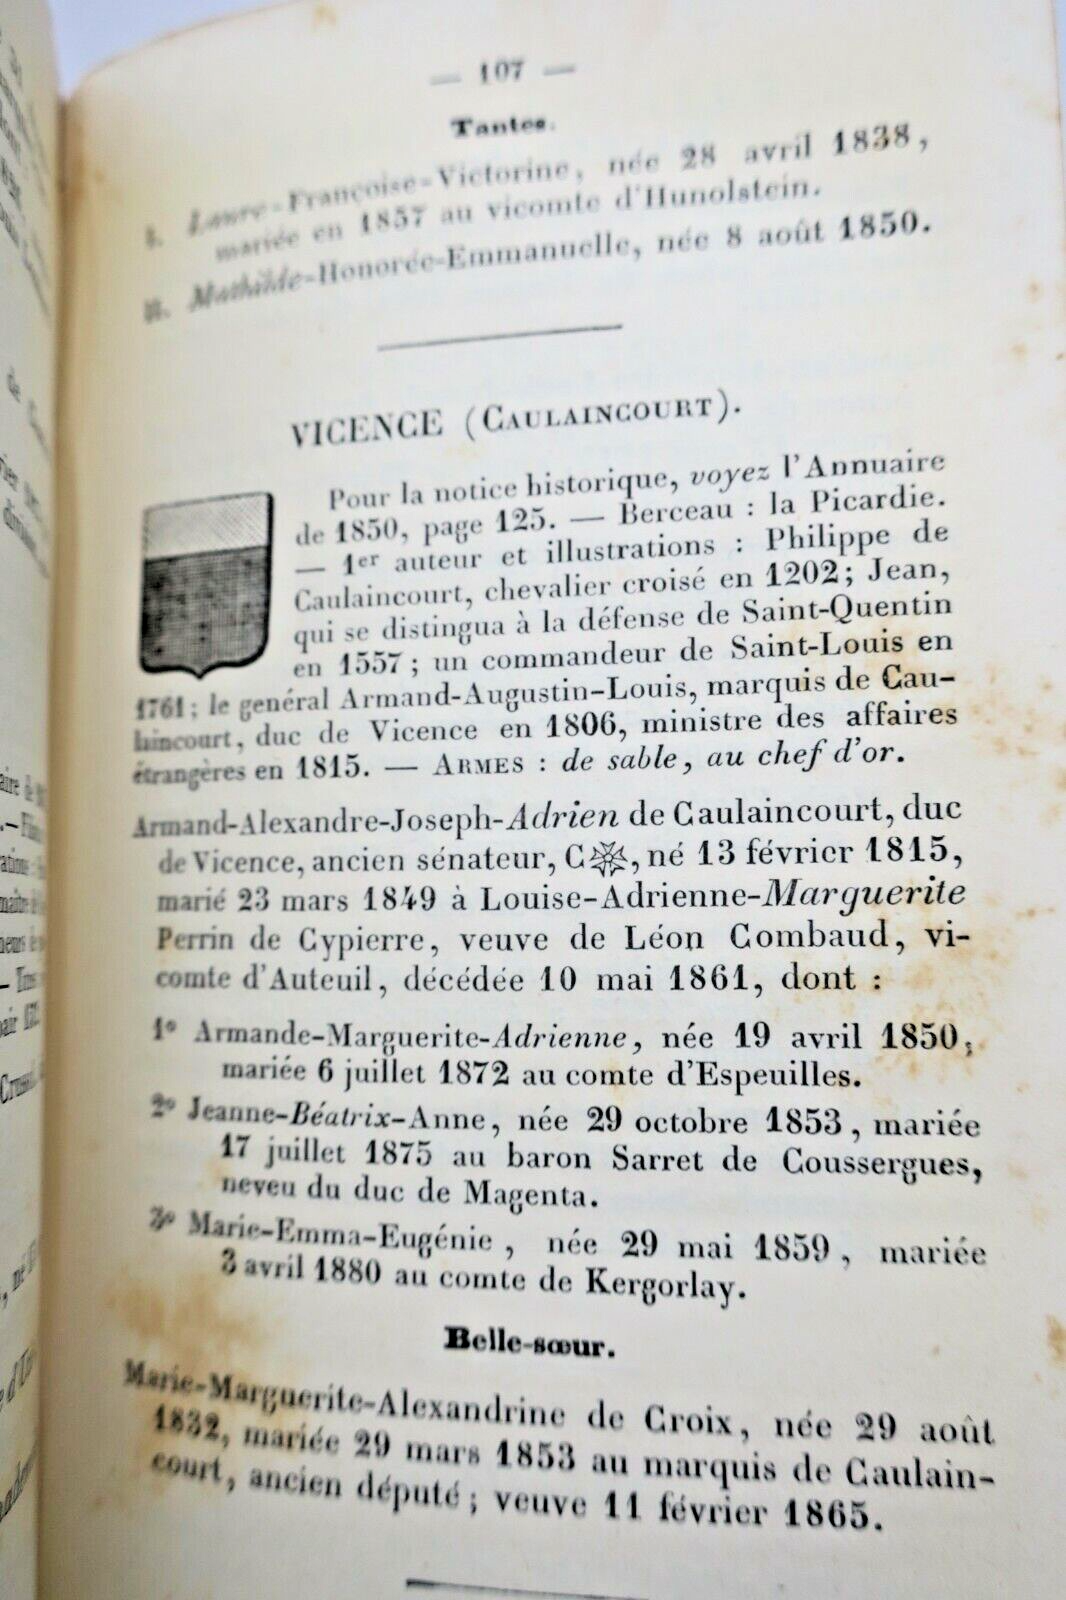 — 107 —
Tantes.
I. Laure-Françoise-Victorine, née 28 avril 1838,
mariée en 1857 au vicomte d'Hunolstein.
II. Mathilde-Honorée-Emmanuelle, née 8 août 1850.
VICENCE (CAULAINCOURT).
Pour la notice historique, voyez l'Annuaire
de 1850, page 125. — Berceau : la Picardie.
— 1er auteur et illustrations : Philippe de
Caulaincourt, chevalier croisé en 1202; Jean,
qui se distingua à la défense de Saint-Quentin
en 1557; un commandeur de Saint-Louis en
1761; le général Armand-Augustin-Louis, marquis de Cau-
laincourt, duc de Vicence en 1806, ministre des affaires
étrangères en 1815. — ARMES : de sable, au chef d'or.
Armand-Alexandre-Joseph-Adrien de Caulaincourt, duc
de Vicence, ancien sénateur, C✠, né 13 février 1815,
marié 23 mars 1849 à Louise-Adrienne-Marguerite
Perrin de Cypierre, veuve de Léon Combaud, vi-
comte d'Auteuil, décédée 10 mai 1861, dont :
1° Armande-Marguerite-Adrienne, née 19 avril 1850,
mariée 6 juillet 1872 au comte d'Espeuilles.
2° Jeanne-Béatrix-Anne, née 29 octobre 1853, mariée
17 juillet 1875 au baron Sarret de Coussergues,
neveu du duc de Magenta.
3° Marie-Emma-Eugénie, née 29 mai 1859, mariée
3 avril 1880 au comte de Kergorlay.
Belle-sœur.
Marie-Marguerite-Alexandrine de Croix, née 29 août
1832, mariée 29 mars 1853 au marquis de Caulain-
court, ancien député; veuve 11 février 1865.